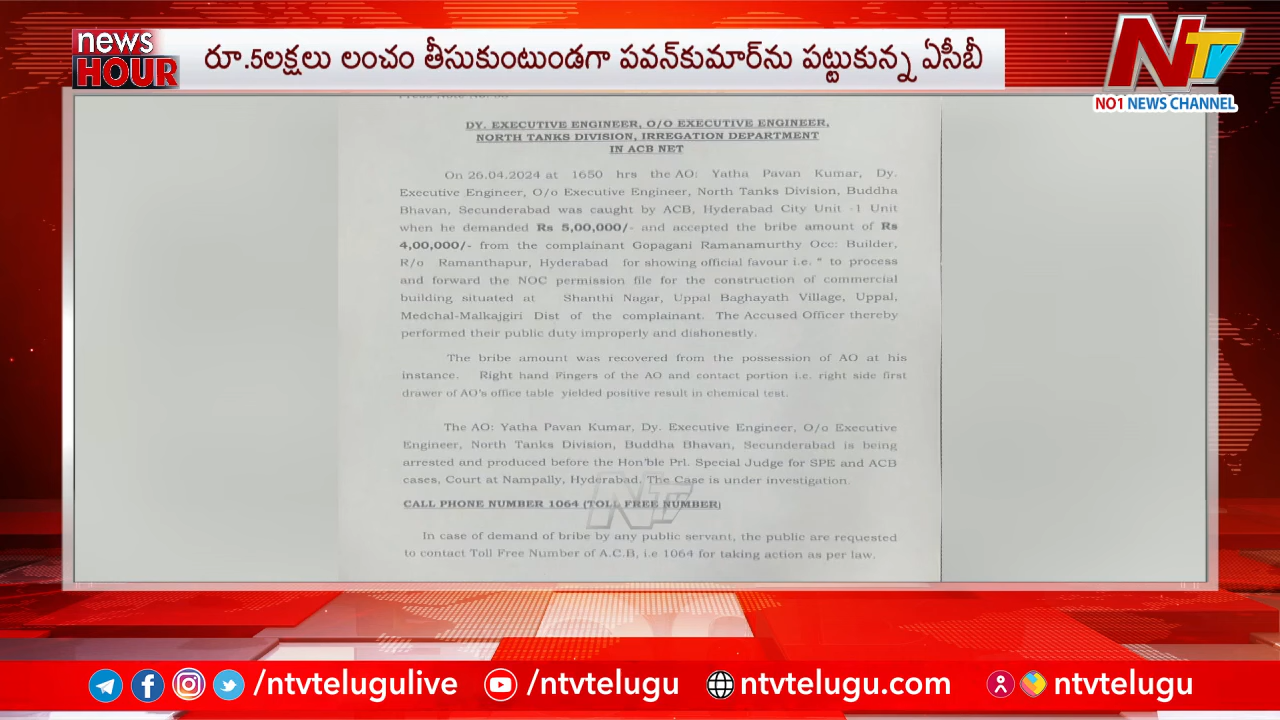 news
HOUR
రూ.5లక్షలు లంచం తీసుకుంటుండగా పవన్‌కుమార్‌ను పట్టుకున్న ఏసీబీ
NTV
NO1 NEWS CHANNEL
DY. EXECUTIVE ENGINEER, O/O EXECUTIVE ENGINEER,
NORTH TANKS DIVISION, IRREGATION DEPARTMENT
IN ACB NET
On 26.04.2024 at 1650 hrs the AO: Yatha Pavan Kumar, Dy.
Executive Engineer, O/o Executive Engineer, North Tanks Division, Buddha
Bhavan, Secunderabad was caught by ACB, Hyderabad City Unit -1 Unit
when he demanded Rs 5,00,000/- and accepted the bribe amount of Rs
4,00,000/- from the complainant Gopagani Ramanamurthy Occ: Builder,
R/o Ramanthapur, Hyderabad for showing official favour i.e. " to process
and forward the NOC permission file for the construction of commercial
building situated at Shanthi Nagar, Uppal Baghayath Village, Uppal,
Medchal-Malkajgiri Dist of the complainant. The Accused Officer thereby
performed their public duty improperly and dishonestly.
The bribe amount was recovered from the possession of AO at his
instance. Right hand Fingers of the AO and contact portion i.e. right side first
drawer of AO's office table yielded positive result in chemical test.
The AO: Yatha Pavan Kumar, Dy. Executive Engineer, O/o Executive
Engineer, North Tanks Division, Buddha Bhavan, Secunderabad is being
arrested and produced before the Hon'ble Prl. Special Judge for SPE and ACB
cases, Court at Nampally, Hyderabad. The Case is under investigation.
NTV
CALL PHONE NUMBER 1064 (TOLL FREE NUMBER)
In case of demand of bribe by any public servant, the public are requested
to contact Toll Free Number of A.C.B, i.e 1064 for taking action as per law.
/ntvtelugulive /ntvtelugu ntvtelugu.com ntvtelugu